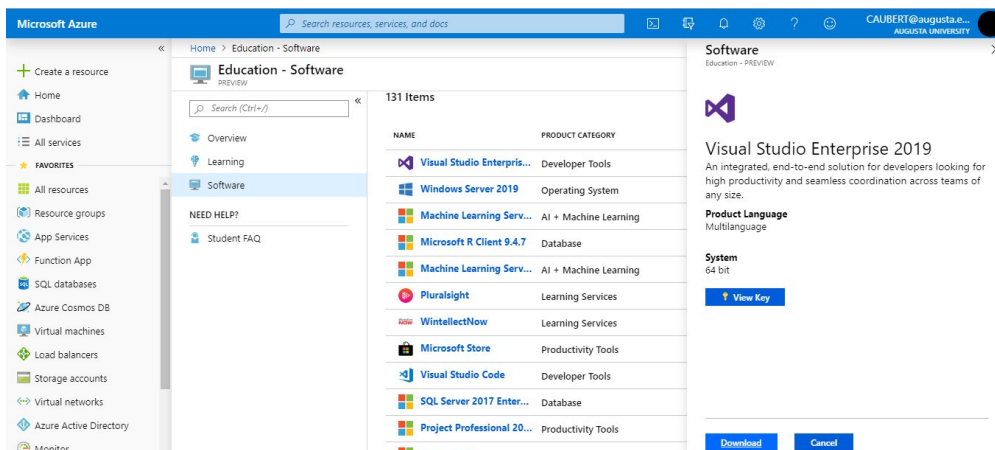 Microsoft Azure
Search resources, services, and docs
CAUBERT@augusta.e...
AUGUSTA UNIVERSITY
Create a resource
Home
Dashboard
All services
FAVORITES
All resources
Resource groups
App Services
Function App
SQL databases
Azure Cosmos DB
Virtual machines
Load balancers
Storage accounts
Virtual networks
Azure Active Directory
Monitor
Home > Education - Software
Education - Software
PREVIEW
Search (Ctrl+/)
Overview
Learning
Software
NEED HELP?
Student FAQ
131 Items
NAME PRODUCT CATEGORY
Visual Studio Enterpris... Developer Tools
Windows Server 2019 Operating System
Machine Learning Serv... AI + Machine Learning
Microsoft R Client 9.4.7 Database
Machine Learning Serv... AI + Machine Learning
Pluralsight Learning Services
WintellectNow Learning Services
Microsoft Store Productivity Tools
Visual Studio Code Developer Tools
SQL Server 2017 Enter... Database
Project Professional 20... Productivity Tools
Software
Education - PREVIEW
Visual Studio Enterprise 2019
An integrated, end-to-end solution for developers looking for
high productivity and seamless coordination across teams of
any size.
Product Language
Multilanguage
System
64 bit
View Key
Download Cancel